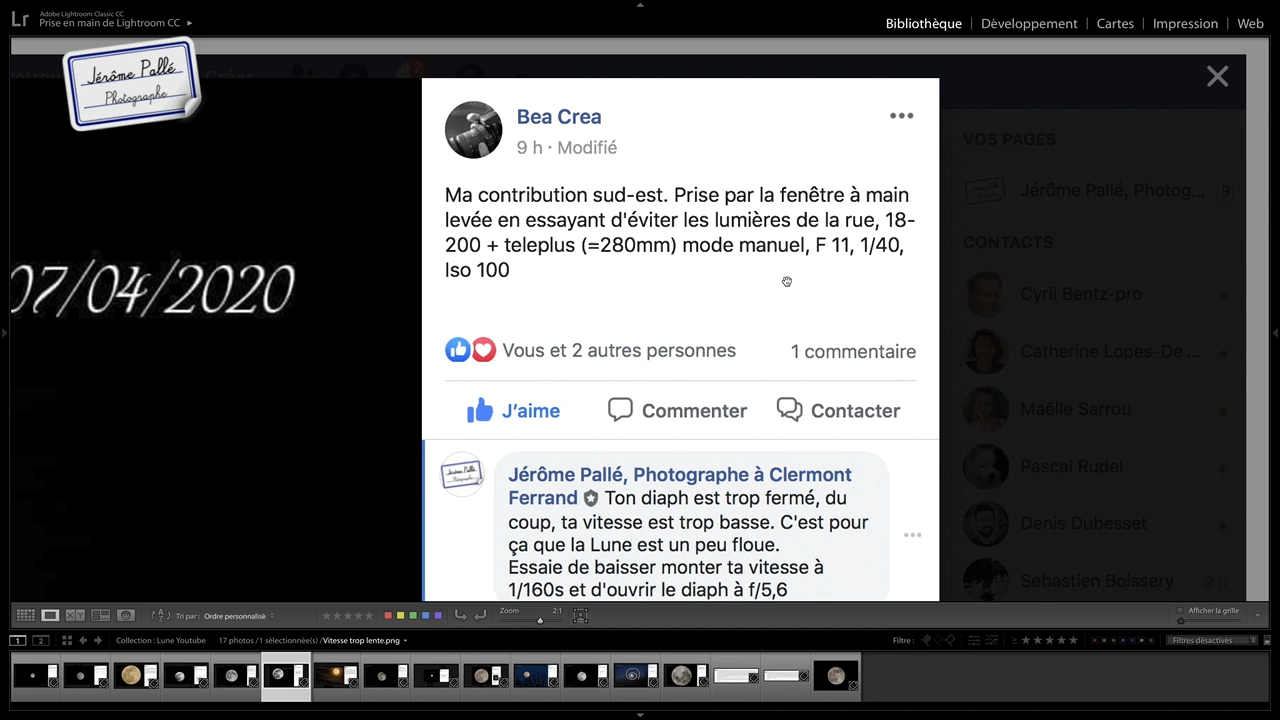 Adobe Lightroom Classic CC
Lr Prise en main de Lightroom CC
Bibliothèque | Développement | Cartes | Impression | Web
Jérôme Pallé
Photographe
Bea Crea
9 h · Modifié
VOS PAGES
Jérôme Pallé, Photog... 9
CONTACTS
Cyril Bentz-pro
Catherine Lopes-De ...
Maëlle Sarrou
Pascal Rudel
Denis Dubesset
Sebastien Boissery 9 h
07/04/2020
Ma contribution sud-est. Prise par la fenêtre à main
levée en essayant d'éviter les lumières de la rue, 18-
200 + teleplus (=280mm) mode manuel, F 11, 1/40,
Iso 100
Vous et 2 autres personnes 1 commentaire
J'aime Commenter Contacter
Jérôme Pallé, Photographe à Clermont
Ferrand Ton diaph est trop fermé, du
coup, ta vitesse est trop basse. C'est pour
ça que la Lune est un peu floue.
Essaie de baisser monter ta vitesse à
1/160s et d'ouvrir le diaph à f/5,6
Tri par : Ordre personnalisé
Zoom 2:1
Afficher la grille
1 2 Collection : Lune Youtube 17 photos / 1 sélectionnée(s) / Vitesse trop lente.png
Filtre : Filtres désactivés